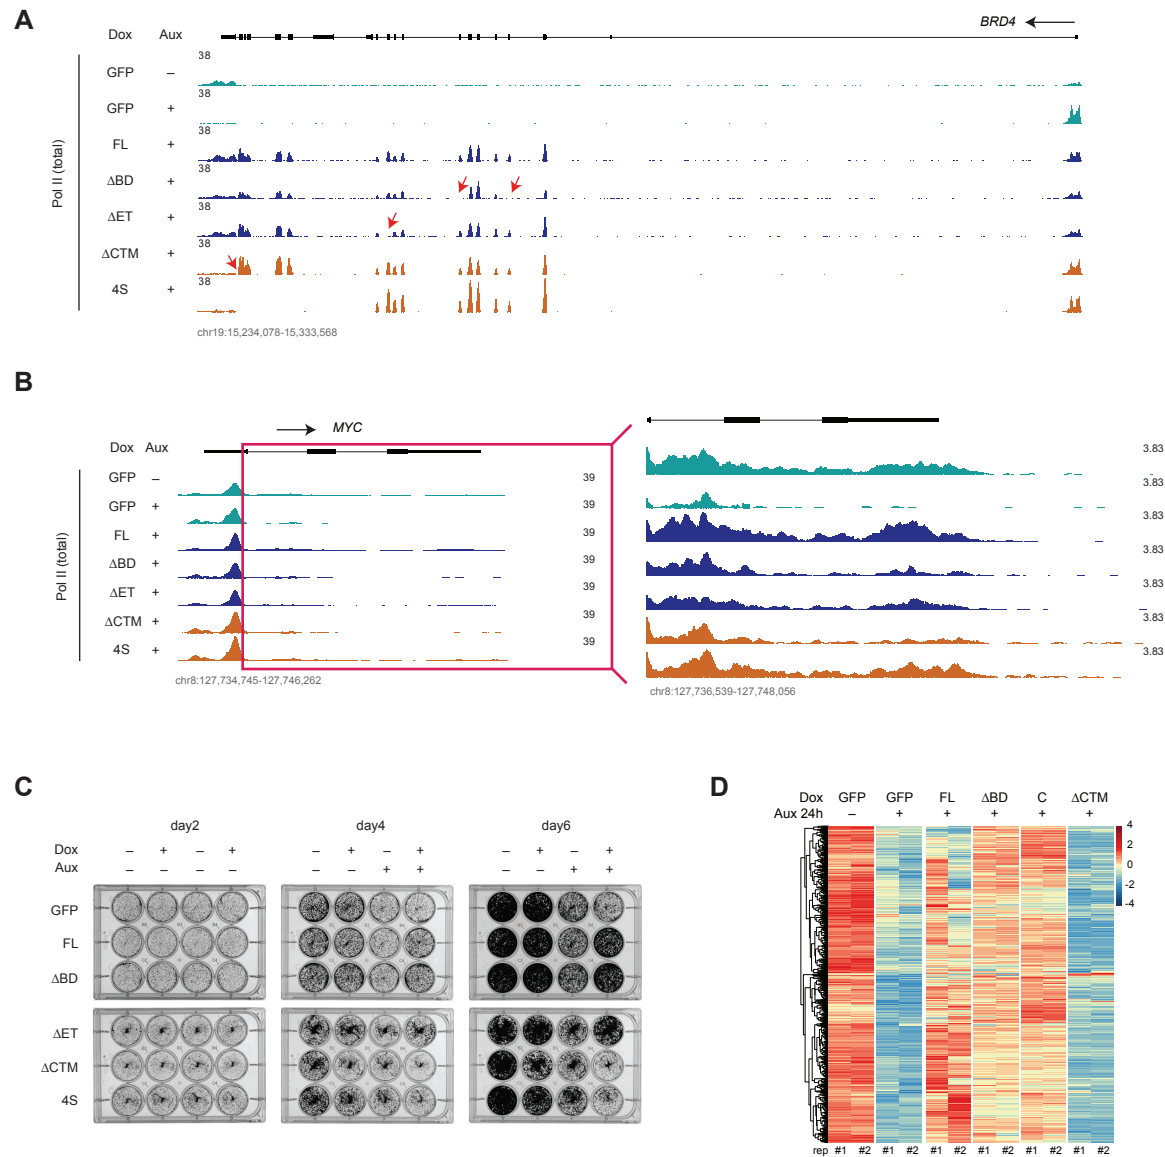 A
Dox Aux
BRD4
GFP – 38
GFP + 38
FL + 38
ΔBD + 38
ΔET + 38
ΔCTM + 38
4S + 38
Pol II (total)
chr19:15,234,078-15,333,568
B
Dox Aux
MYC
GFP – 39 3.83
GFP + 39 3.83
FL + 39 3.83
ΔBD + 39 3.83
ΔET + 39 3.83
ΔCTM + 39 3.83
4S + 39 3.83
Pol II (total)
chr8:127,734,745-127,746,262
chr8:127,736,539-127,748,056
C
day2 day4 day6
Dox – + – + – + – + – + – +
Aux – – – – – – + + – – + +
GFP
FL
ΔBD
ΔET
ΔCTM
4S
D
Dox GFP GFP FL ΔBD C ΔCTM
Aux 24h – + + + + +
4
2
0
-2
-4
rep #1 #2 #1 #2 #1 #2 #1 #2 #1 #2 #1 #2